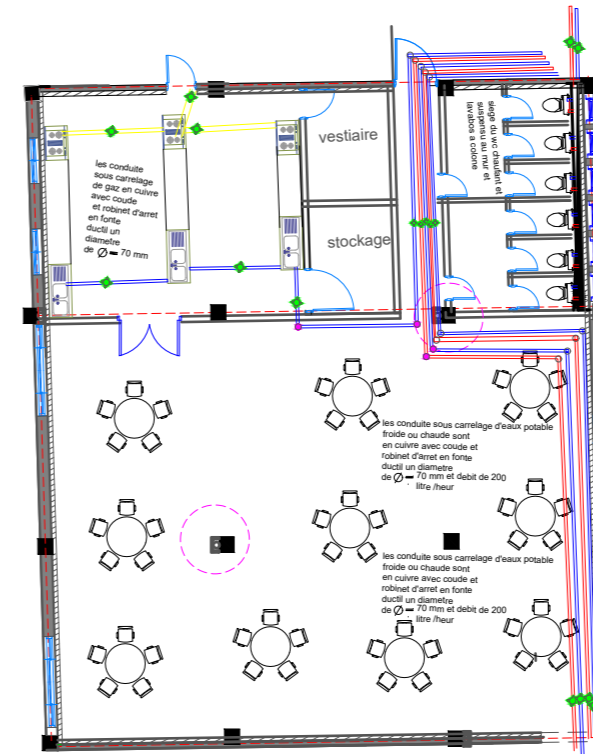 les conduite
sous carrelage
de gaz en cuivre
avec coude
et robinet d'arret
en fonte
ductil un
diametre
de Ø = 70 mm
vestiaire
stockage
siege du wc chaufant et
suspensu au mur et
lavabos a colone
les conduite sous carrelage d'eaux potable
froide ou chaude sont
en cuivre avec coude et
robinet d'arret en fonte
ductil un diametre
de Ø = 70 mm et debit de 200
litre /heur
les conduite sous carrelage d'eaux potable
froide ou chaude sont
en cuivre avec coude et
robinet d'arret en fonte
ductil un diametre
de Ø = 70 mm et debit de 200
litre /heur